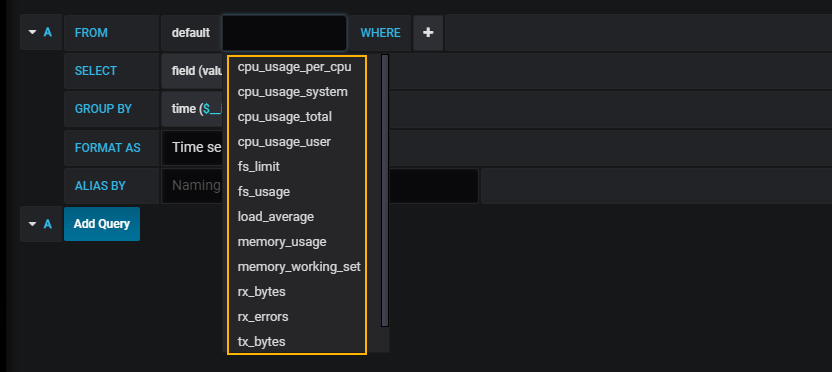 A FROM default WHERE +
SELECT field (valu
GROUP BY time ($__i
FORMAT AS Time se
ALIAS BY Naming
A Add Query
cpu_usage_per_cpu
cpu_usage_system
cpu_usage_total
cpu_usage_user
fs_limit
fs_usage
load_average
memory_usage
memory_working_set
rx_bytes
rx_errors
tx_bytes